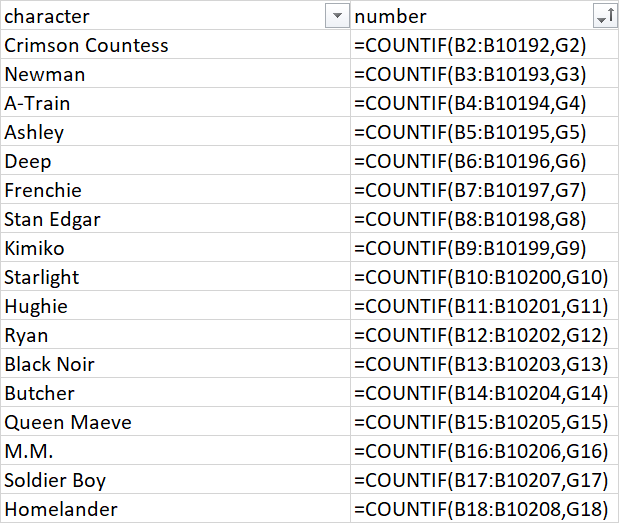 character number
Crimson Countess =COUNTIF(B2:B10192,G2)
Newman =COUNTIF(B3:B10193,G3)
A-Train =COUNTIF(B4:B10194,G4)
Ashley =COUNTIF(B5:B10195,G5)
Deep =COUNTIF(B6:B10196,G6)
Frenchie =COUNTIF(B7:B10197,G7)
Stan Edgar =COUNTIF(B8:B10198,G8)
Kimiko =COUNTIF(B9:B10199,G9)
Starlight =COUNTIF(B10:B10200,G10)
Hughie =COUNTIF(B11:B10201,G11)
Ryan =COUNTIF(B12:B10202,G12)
Black Noir =COUNTIF(B13:B10203,G13)
Butcher =COUNTIF(B14:B10204,G14)
Queen Maeve =COUNTIF(B15:B10205,G15)
M.M. =COUNTIF(B16:B10206,G16)
Soldier Boy =COUNTIF(B17:B10207,G17)
Homelander =COUNTIF(B18:B10208,G18)